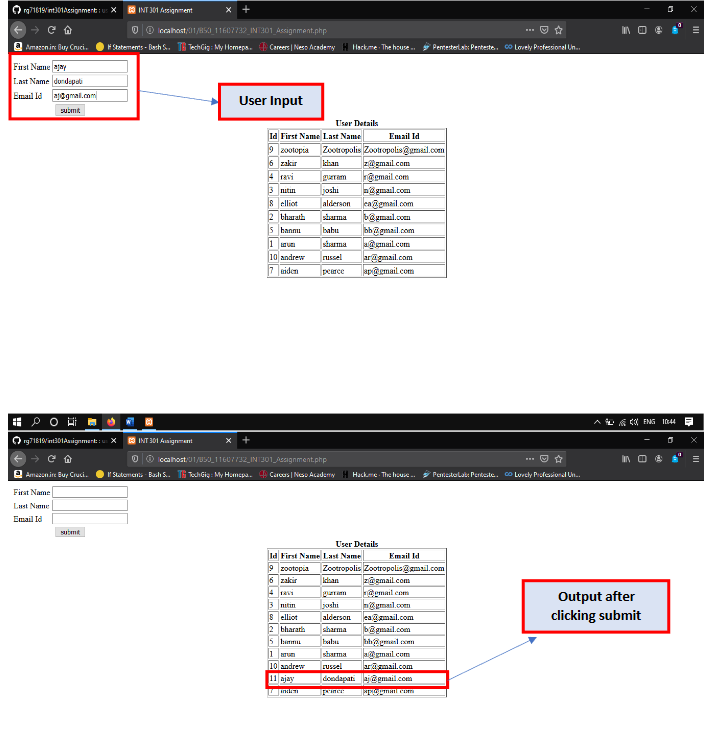 rg71819/int301Assignment: : us X INT 301 Assignment X +
localhost/01/850_11607732_INT301_Assignment.php
Amazon.in: Buy Cruci... If Statements - Bash S... TechGig : My Homepa... Careers | Neso Academy Hack.me - The house ... PentesterLab: Penteste... Lovely Professional Un...
First Name ajay
Last Name dondapati
Email Id aj@gmail.com
submit
User Input
User Details
Id First Name Last Name Email Id
9 zootopia Zootropolis Zootropolis@gmail.com
6 zakir khan z@gmail.com
4 ravi gurram r@gmail.com
3 nitin joshi n@gmail.com
8 elliot alderson ea@gmail.com
2 bharath sharma b@gmail.com
5 bannu babu bb@gmail.com
1 arun sharma a@gmail.com
10 andrew russel ar@gmail.com
7 aiden pearce ap@gmail.com
ENG 10:44
rg71819/int301Assignment: : us X INT 301 Assignment X +
localhost/01/850_11607732_INT301_Assignment.php
Amazon.in: Buy Cruci... If Statements - Bash S... TechGig : My Homepa... Careers | Neso Academy Hack.me - The house ... PentesterLab: Penteste... Lovely Professional Un...
First Name
Last Name
Email Id
submit
User Details
Id First Name Last Name Email Id
9 zootopia Zootropolis Zootropolis@gmail.com
6 zakir khan z@gmail.com
4 ravi gurram r@gmail.com
3 nitin joshi n@gmail.com
8 elliot alderson ea@gmail.com
2 bharath sharma b@gmail.com
5 bannu babu bb@gmail.com
1 arun sharma a@gmail.com
10 andrew russel ar@gmail.com
11 ajay dondapati aj@gmail.com
7 aiden pearce ap@gmail.com
Output after
clicking submit